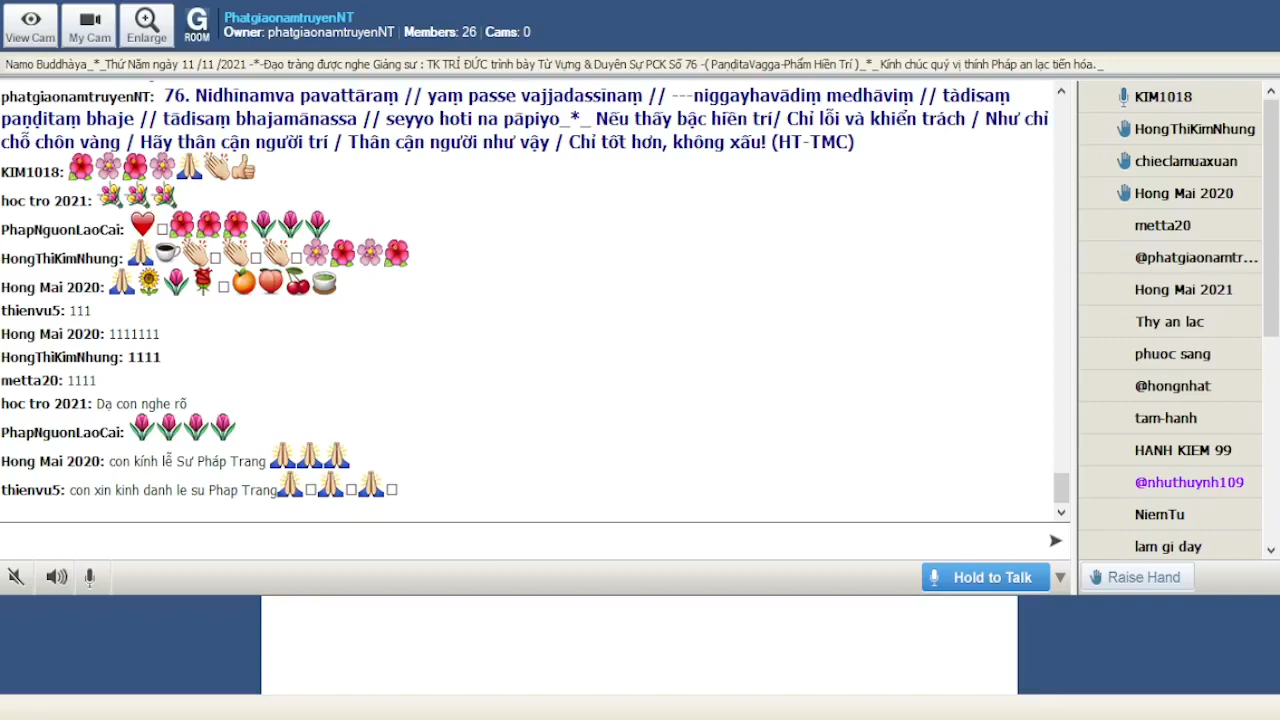 View Cam
My Cam
Enlarge
G
ROOM
PhatgiaonamtruyenNT
Owner: phatgiaonamtruyenNT | Members: 26 | Cams: 0
Namo Buddhàya_*_Thứ Năm ngày 11 /11 /2021 -*-Đạo tràng được nghe Giảng sư : TK TRÍ ĐỨC trình bày Từ Vựng & Duyên Sự PCK Số 76 -( PaṇḍitaVagga-Phẩm Hiền Trí )_*_ Kính chúc quý vị thính Pháp an lạc tiến hóa._
phatgiaonamtruyenNT: 76. Nidhīnamva pavattāraṃ // yaṃ passe vajjadassīnaṃ // ---niggayhavādiṃ medhāviṃ // tàdisaṃ
paṇḍitaṃ bhaje // tādisaṃ bhajamānassa // seyyo hoti na pāpiyo_*_ Nếu thấy bậc hiền trí/ Chỉ lỗi và khiển trách / Như chỉ
chỗ chôn vàng / Hãy thân cận người trí / Thân cận người như vậy / Chỉ tốt hơn, không xấu! (HT-TMC)
KIM1018:
hoc tro 2021:
PhapNguonLaoCai:
HongThiKimNhung:
Hong Mai 2020:
thienvu5: 111
Hong Mai 2020: 1111111
HongThiKimNhung: 1111
metta20: 1111
hoc tro 2021: Dạ con nghe rõ
PhapNguonLaoCai:
Hong Mai 2020: con kính lễ Sư Pháp Trang
thienvu5: con xin kinh danh le su Phap Trang
Hold to Talk
KIM1018
HongThiKimNhung
chieclamuaxuan
Hong Mai 2020
metta20
@phatgiaonamtr...
Hong Mai 2021
Thy an lac
phuoc sang
@hongnhat
tam-hanh
HANH KIEM 99
@nhuthuynh109
NiemTu
lam gi day
Raise Hand